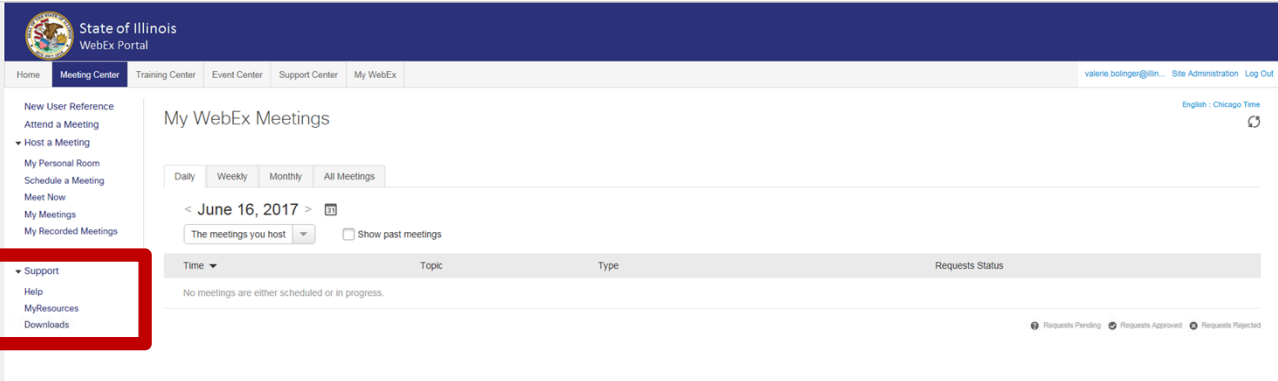 State of Illinois
WebEx Portal
Home Meeting Center Training Center Event Center Support Center My WebEx
valerie.bolinger@illin... Site Administration Log Out
English : Chicago Time
New User Reference
Attend a Meeting
Host a Meeting
My Personal Room
Schedule a Meeting
Meet Now
My Meetings
My Recorded Meetings
Support
Help
MyResources
Downloads
My WebEx Meetings
Daily Weekly Monthly All Meetings
< June 16, 2017 > 31
The meetings you host Show past meetings
Time Topic Type Requests Status
No meetings are either scheduled or in progress.
Requests Pending Requests Approved Requests Rejected